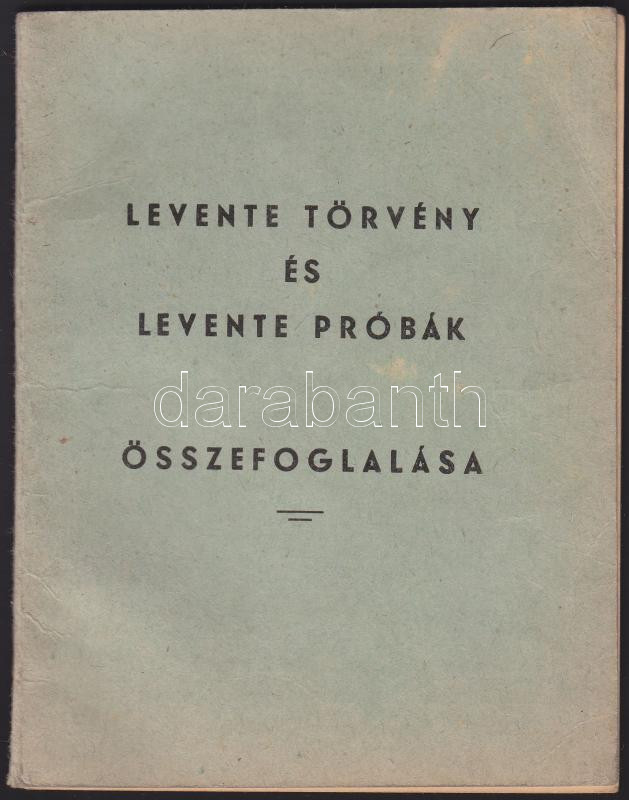 LEVENTE TÖRVÉNY
ÉS
LEVENTE PRÓBÁK
darabanth
ÖSSZEFOGLALÁSA